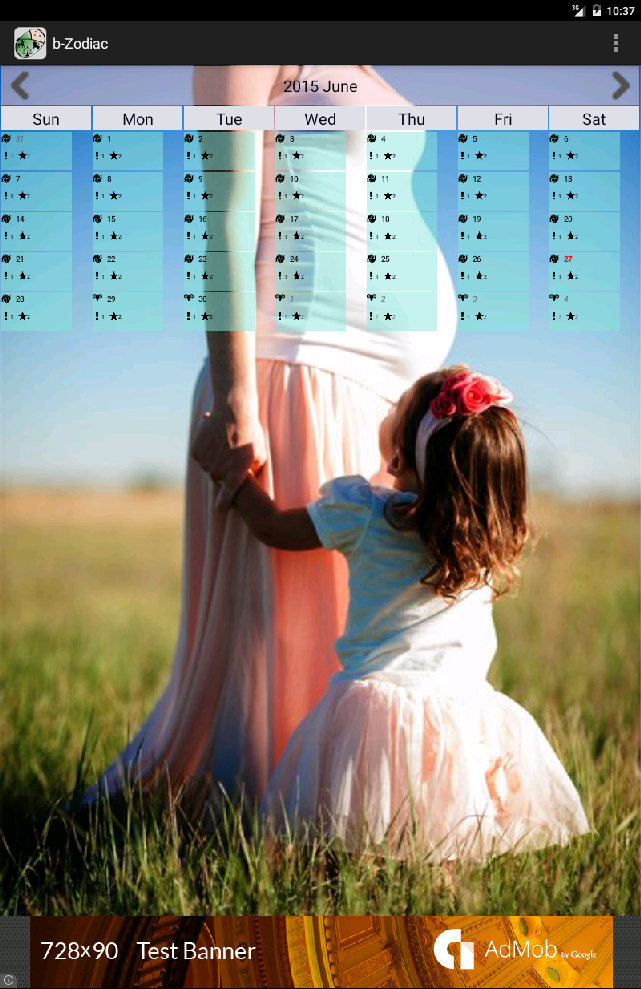 10:37
b-Zodiac
2015 June
Sun Mon Tue Wed Thu Fri Sat
31 1 2 3 4 5 6
7 8 9 10 11 12 13
14 15 16 17 18 19 20
21 22 23 24 25 26 27
28 29 30 1 2 3 4
728x90 Test Banner
AdMob by Google